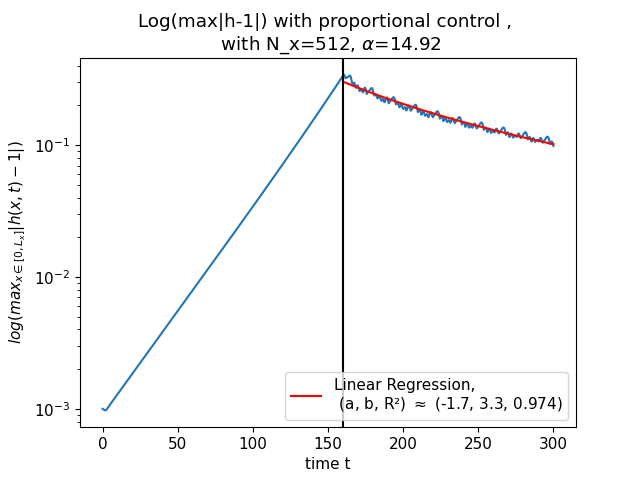 Log(max|h-1|) with proportional control ,
with N_x=512, α=14.92
log(max_{x∈[0,L_x]}|h(x, t) − 1|)
10⁻¹
10⁻²
10⁻³
Linear Regression,
(a, b, R²) ≈ (-1.7, 3.3, 0.974)
0 50 100 150 200 250 300
time t